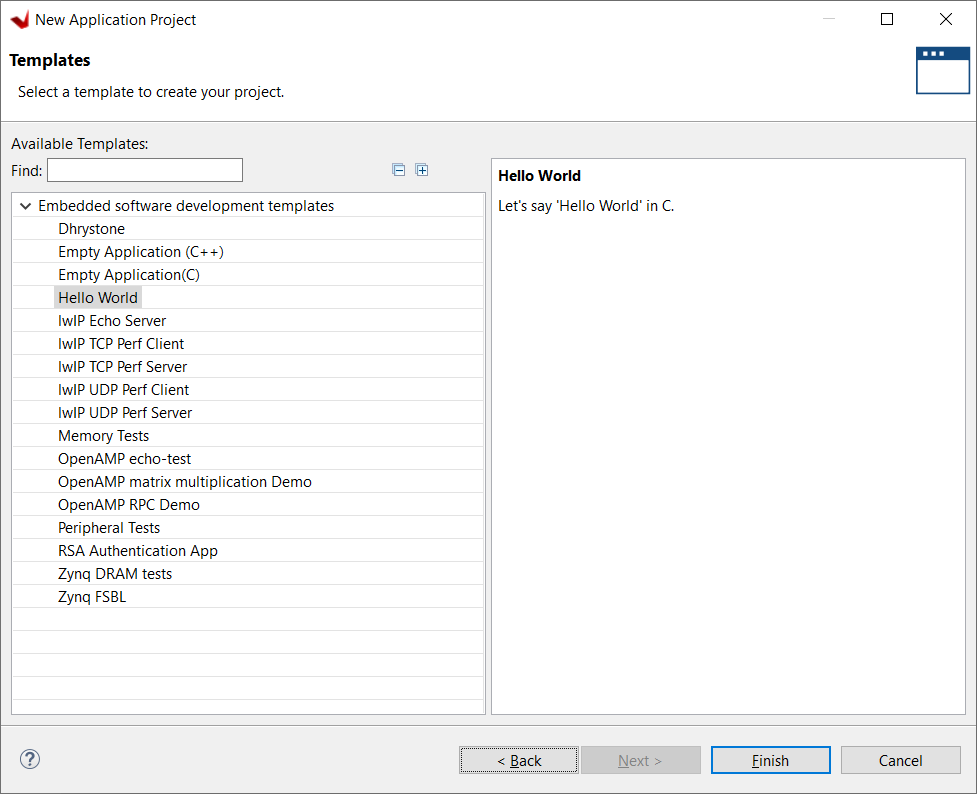 New Application Project
Templates
Select a template to create your project.
Available Templates:
Find:
Embedded software development templates
Dhrystone
Empty Application (C++)
Empty Application(C)
Hello World
lwIP Echo Server
lwIP TCP Perf Client
lwIP TCP Perf Server
lwIP UDP Perf Client
lwIP UDP Perf Server
Memory Tests
OpenAMP echo-test
OpenAMP matrix multiplication Demo
OpenAMP RPC Demo
Peripheral Tests
RSA Authentication App
Zynq DRAM tests
Zynq FSBL
Hello World
Let's say 'Hello World' in C.
?
< Back
Next >
Finish
Cancel